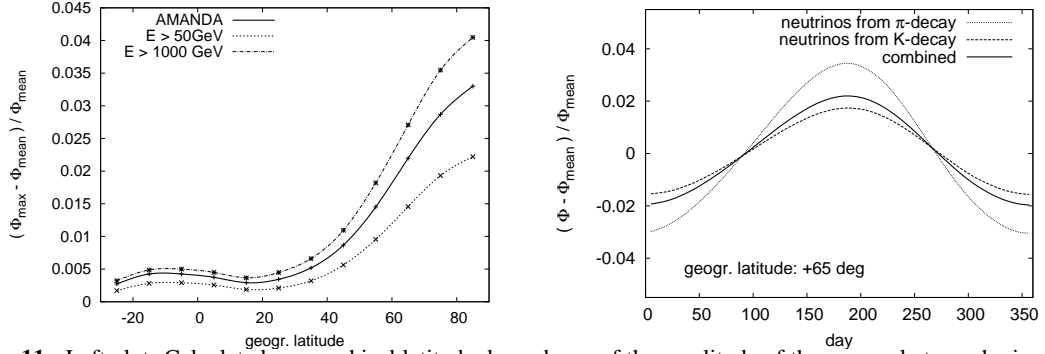 AMANDA
E > 50GeV
E > 1000 GeV
( Φmax - Φmean ) / Φmean
0.045
0.04
0.035
0.03
0.025
0.02
0.015
0.01
0.005
0
-20 0 20 40 60 80
geogr. latitude
neutrinos from π-decay
neutrinos from K-decay
combined
( Φ - Φmean ) / Φmean
0.04
0.02
0
-0.02
-0.04
geogr. latitude: +65 deg
0 50 100 150 200 250 300 350
day